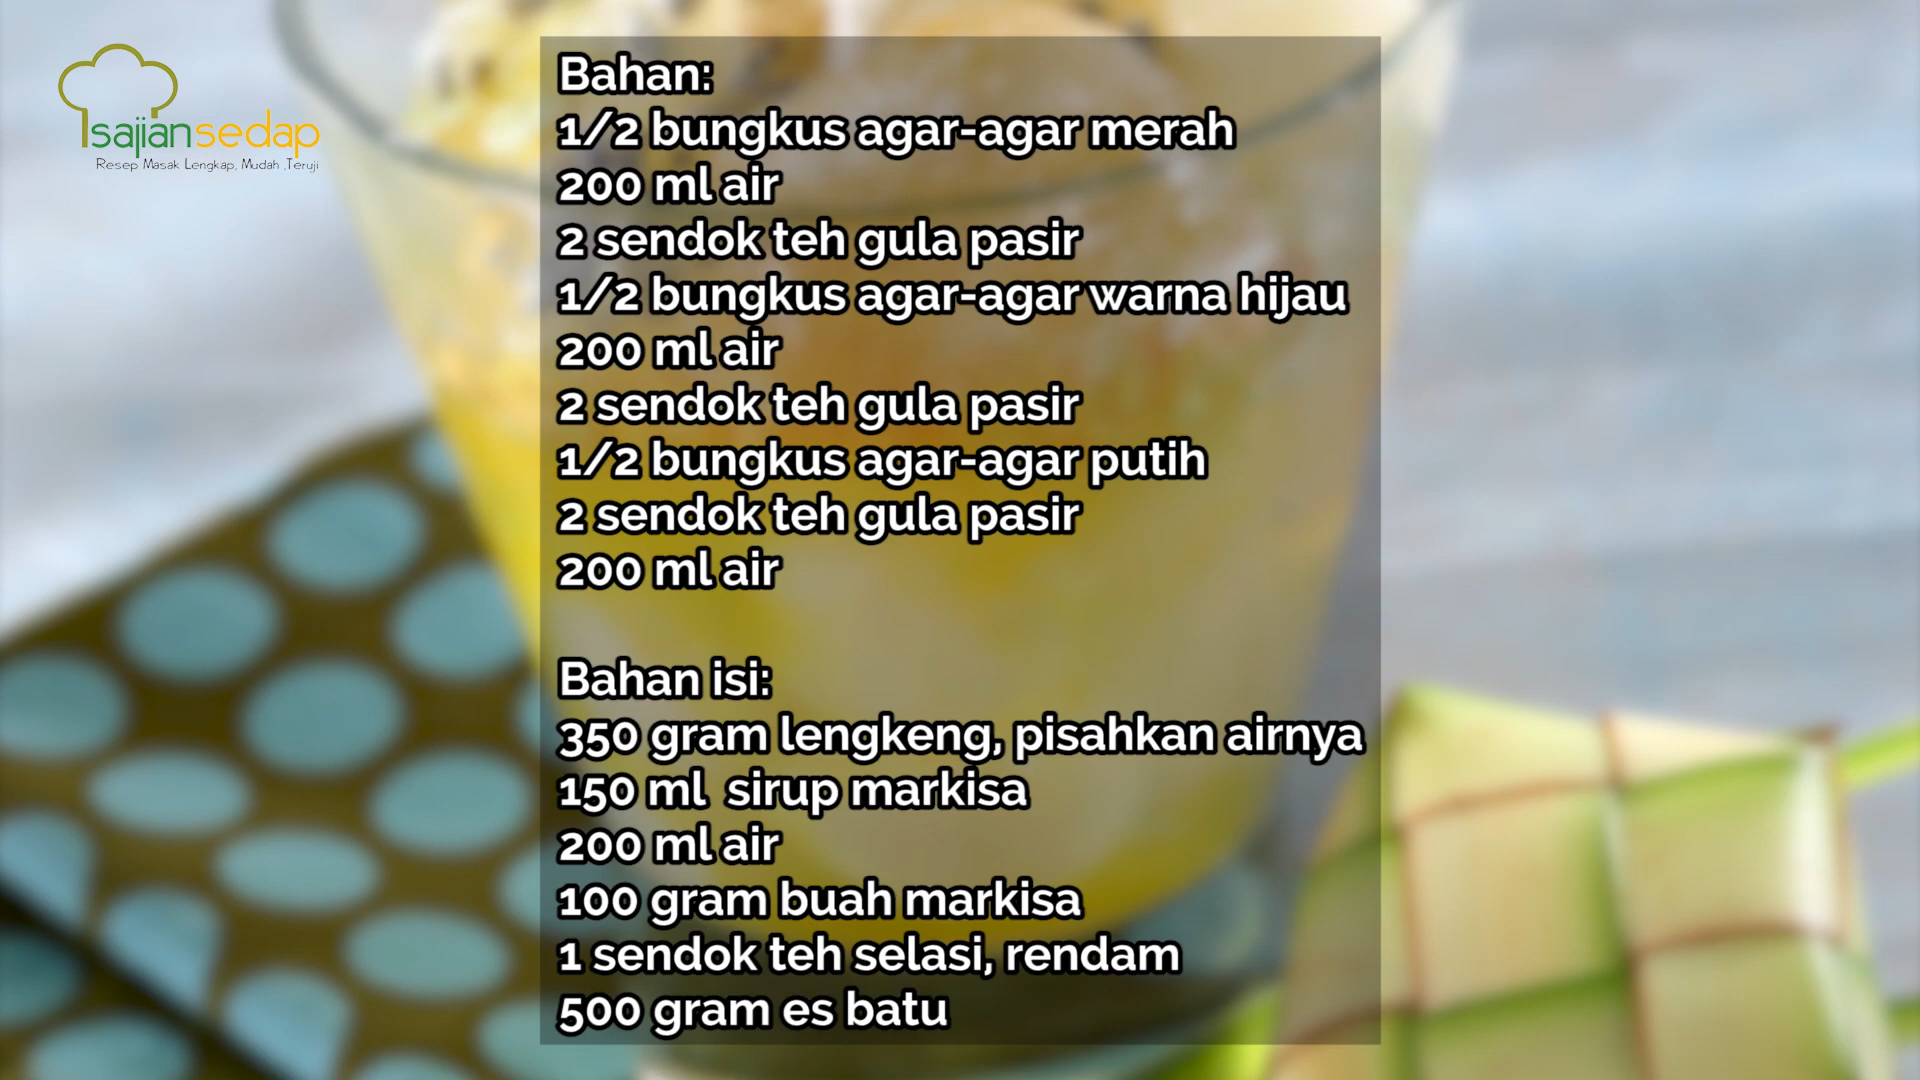 sajiansedap
Resep Masak Lengkap, Mudah ,Teruji
Bahan:
1/2 bungkus agar-agar merah
200 ml air
2 sendok teh gula pasir
1/2 bungkus agar-agar warna hijau
200 ml air
2 sendok teh gula pasir
1/2 bungkus agar-agar putih
2 sendok teh gula pasir
200 ml air
Bahan isi:
350 gram lengkeng, pisahkan airnya
150 ml  sirup markisa
200 ml air
100 gram buah markisa
1 sendok teh selasi, rendam
500 gram es batu